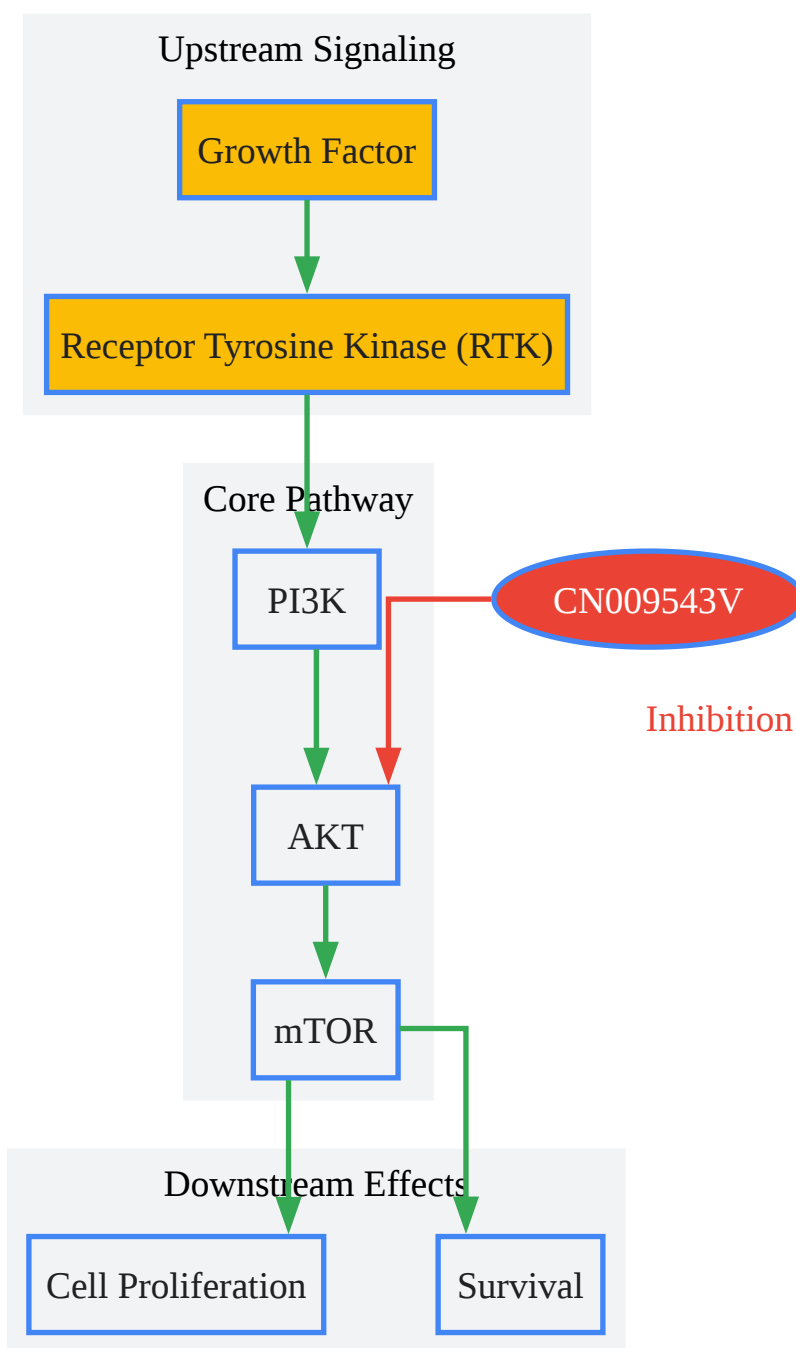 Upstream Signaling
Growth Factor
Receptor Tyrosine Kinase (RTK)
Core Pathway
PI3K
CN009543V
Inhibition
AKT
mTOR
Downstream Effects
Cell Proliferation
Survival